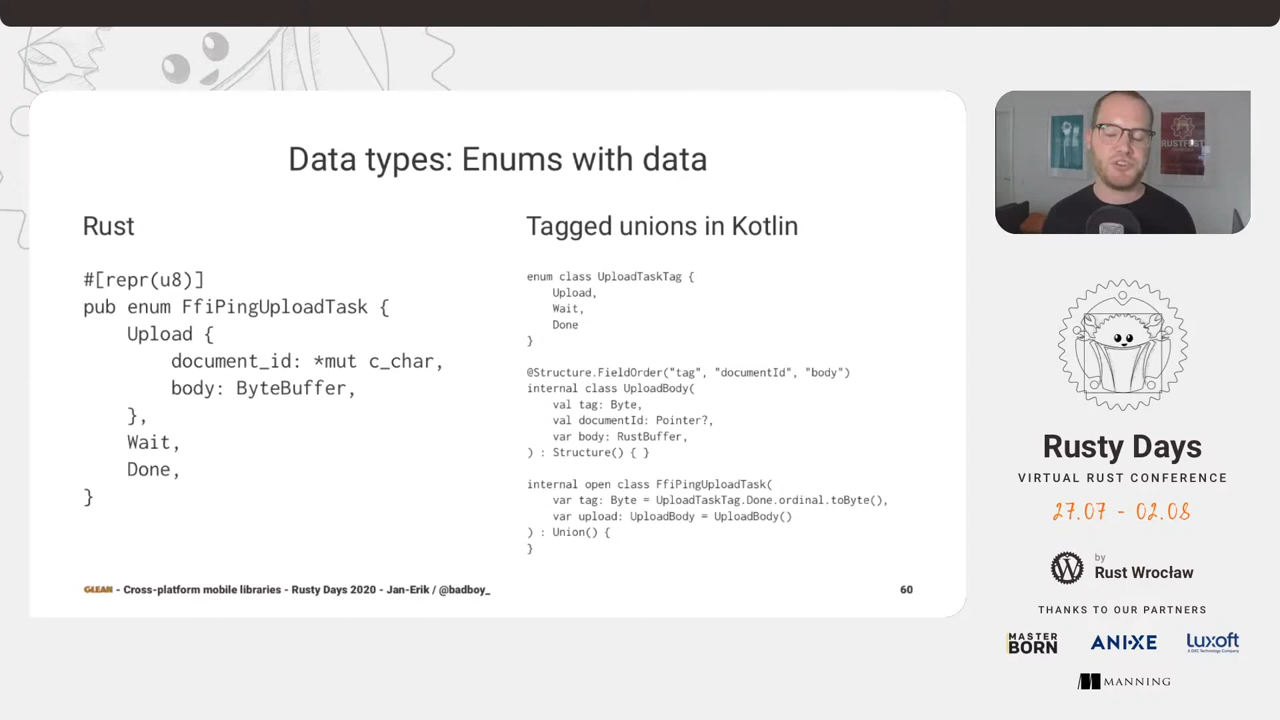 Data types: Enums with data
Rust
#[repr(u8)]
pub enum FfiPingUploadTask {
    Upload {
        document_id: *mut c_char,
        body: ByteBuffer,
    },
    Wait,
    Done,
}
Tagged unions in Kotlin
enum class UploadTaskTag {
    Upload,
    Wait,
    Done
}
@Structure.FieldOrder("tag", "documentId", "body")
internal class UploadBody(
    val tag: Byte,
    val documentId: Pointer?,
    var body: RustBuffer,
) : Structure() { }
internal open class FfiPingUploadTask(
    var tag: Byte = UploadTaskTag.Done.ordinal.toByte(),
    var upload: UploadBody = UploadBody()
) : Union() {
}
GLEAN - Cross-platform mobile libraries - Rusty Days 2020 - Jan-Erik / @badboy_
60
RUSTFEST
Rusty Days
VIRTUAL RUST CONFERENCE
27.07 - 02.08
by
Rust Wrocław
THANKS TO OUR PARTNERS
MASTER
BORN
ANIXE
Luxoft
A DXC Technology Company
MANNING